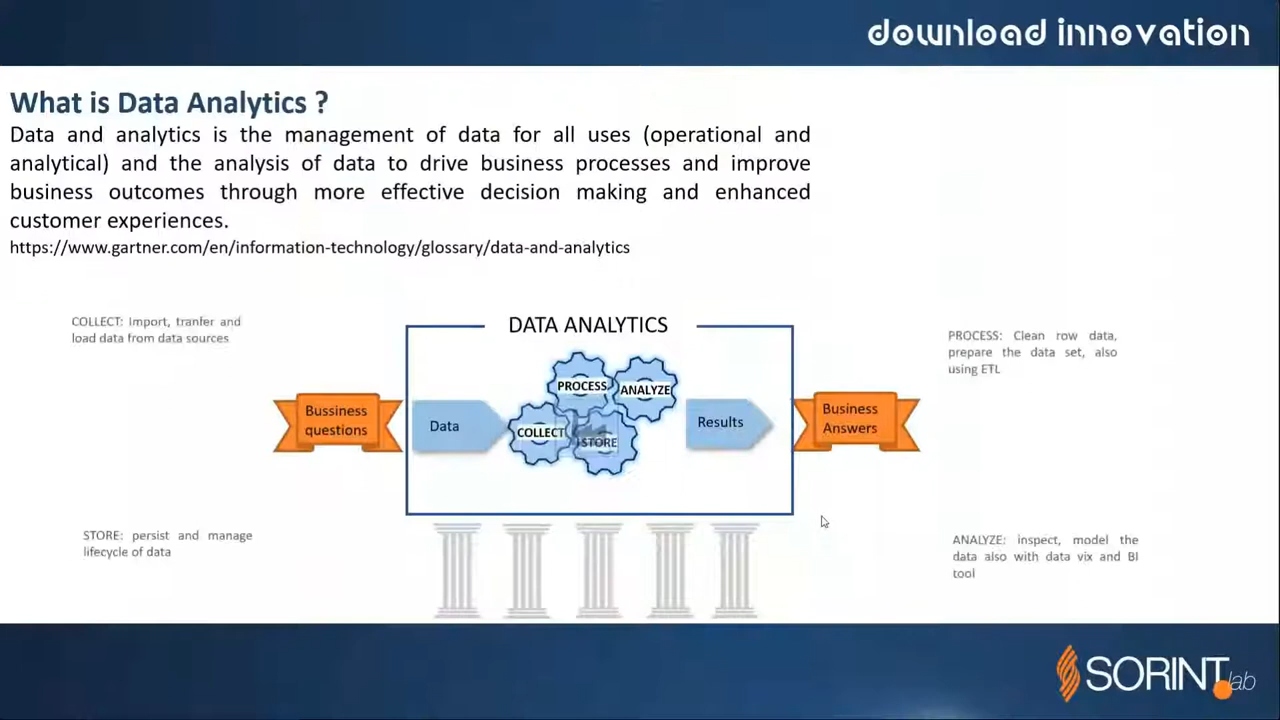 download innovation
What is Data Analytics ?
Data and analytics is the management of data for all uses (operational and
analytical) and the analysis of data to drive business processes and improve
business outcomes through more effective decision making and enhanced
customer experiences.
https://www.gartner.com/en/information-technology/glossary/data-and-analytics
COLLECT: Import, tranfer and
load data from data sources
DATA ANALYTICS
PROCESS: Clean row data,
prepare the data set, also
using ETL
Bussiness
questions
Data
PROCESS
ANALYZE
COLLECT
STORE
Results
Business
Answers
STORE: persist and manage
lifecycle of data
ANALYZE: inspect, model the
data also with data vix and BI
tool
SORINT.lab